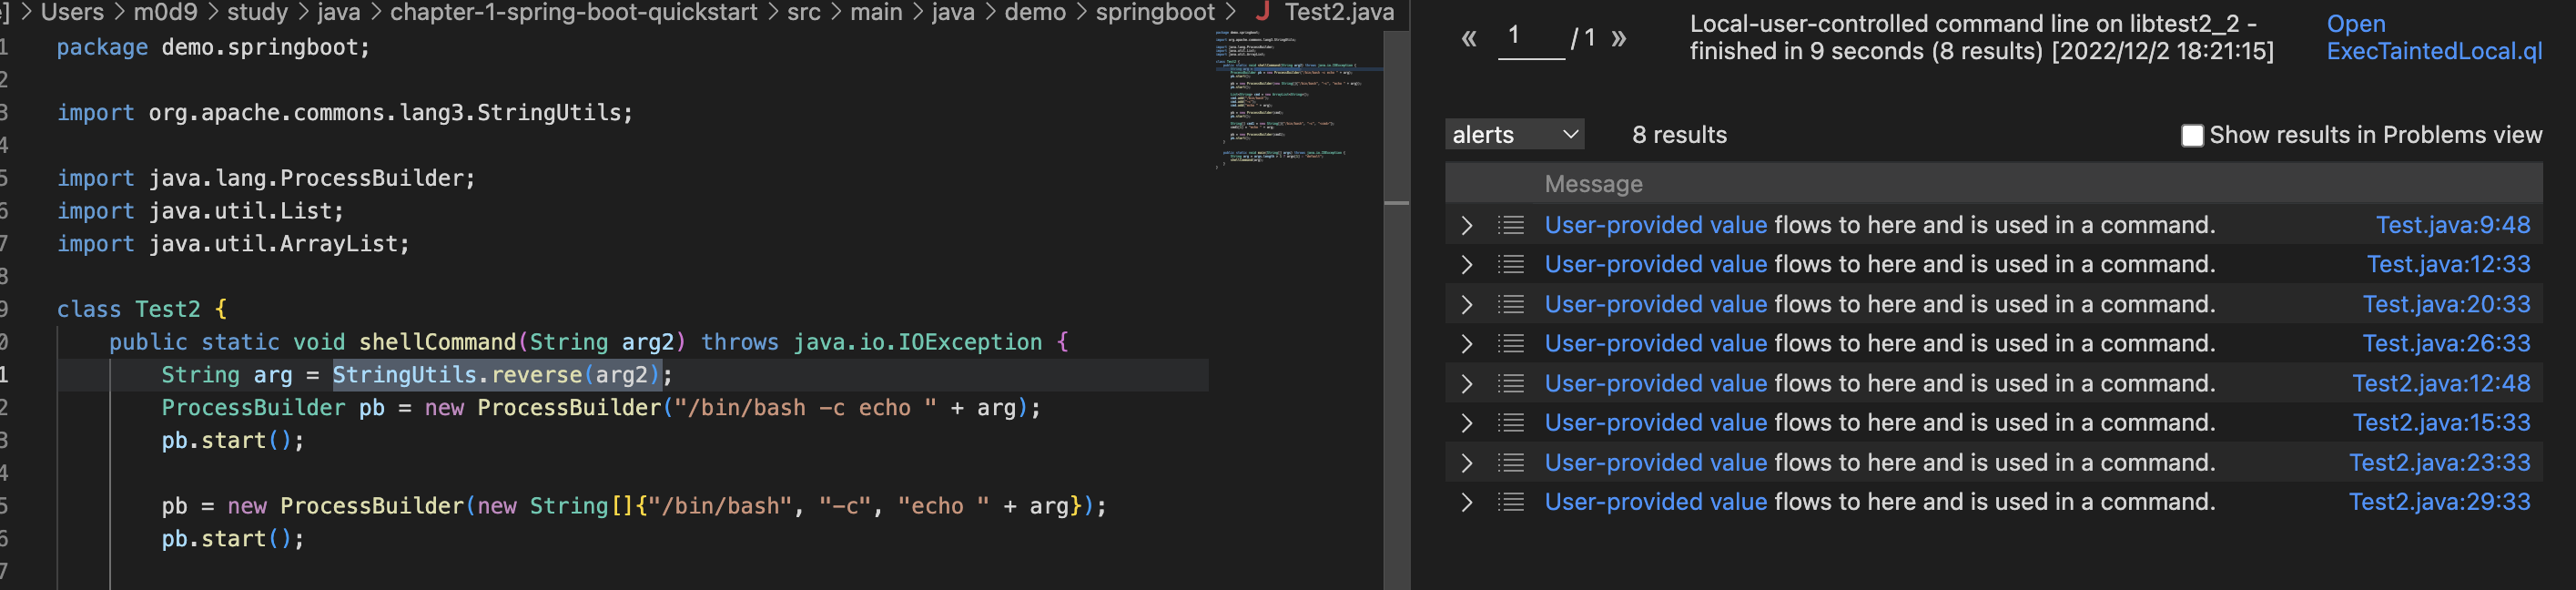 Users > m0d9 > study > java > chapter-1-spring-boot-quickstart > src > main > java > demo > springboot > J Test2.java
1 package demo.springboot;
2
3 import org.apache.commons.lang3.StringUtils;
4
5 import java.lang.ProcessBuilder;
6 import java.util.List;
7 import java.util.ArrayList;
8
9 class Test2 {
0 public static void shellCommand(String arg2) throws java.io.IOException {
1 String arg = StringUtils.reverse(arg2);
2 ProcessBuilder pb = new ProcessBuilder("/bin/bash -c echo " + arg);
3 pb.start();
4
5 pb = new ProcessBuilder(new String[]{"/bin/bash", "-c", "echo " + arg});
6 pb.start();
7
« 1 / 1 »
Local-user-controlled command line on libtest2_2 -
finished in 9 seconds (8 results) [2022/12/2 18:21:15]
Open
ExecTaintedLocal.ql
alerts 8 results Show results in Problems view
Message
User-provided value flows to here and is used in a command. Test.java:9:48
User-provided value flows to here and is used in a command. Test.java:12:33
User-provided value flows to here and is used in a command. Test.java:20:33
User-provided value flows to here and is used in a command. Test.java:26:33
User-provided value flows to here and is used in a command. Test2.java:12:48
User-provided value flows to here and is used in a command. Test2.java:15:33
User-provided value flows to here and is used in a command. Test2.java:23:33
User-provided value flows to here and is used in a command. Test2.java:29:33